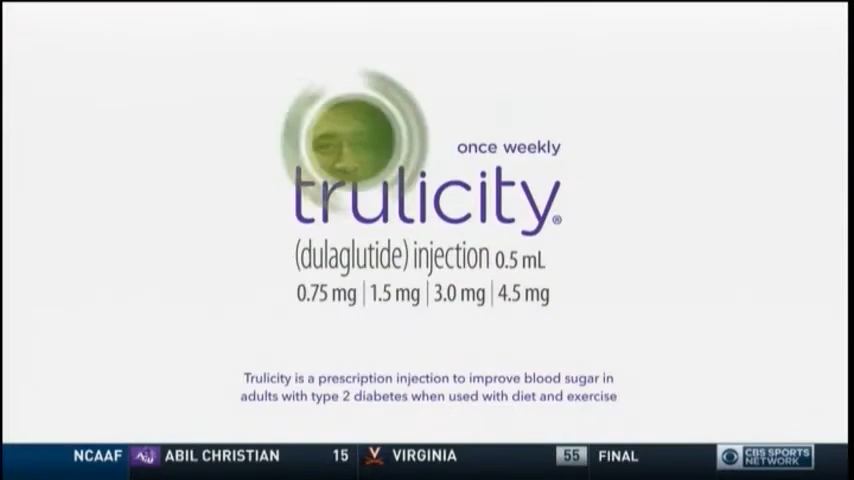 once weekly
trulicity®
(dulaglutide) injection 0.5 mL
0.75 mg | 1.5 mg | 3.0 mg | 4.5 mg
Trulicity is a prescription injection to improve blood sugar in
adults with type 2 diabetes when used with diet and exercise
NCAAF ABIL CHRISTIAN 15 VIRGINIA 55 FINAL CBS SPORTS
NETWORK